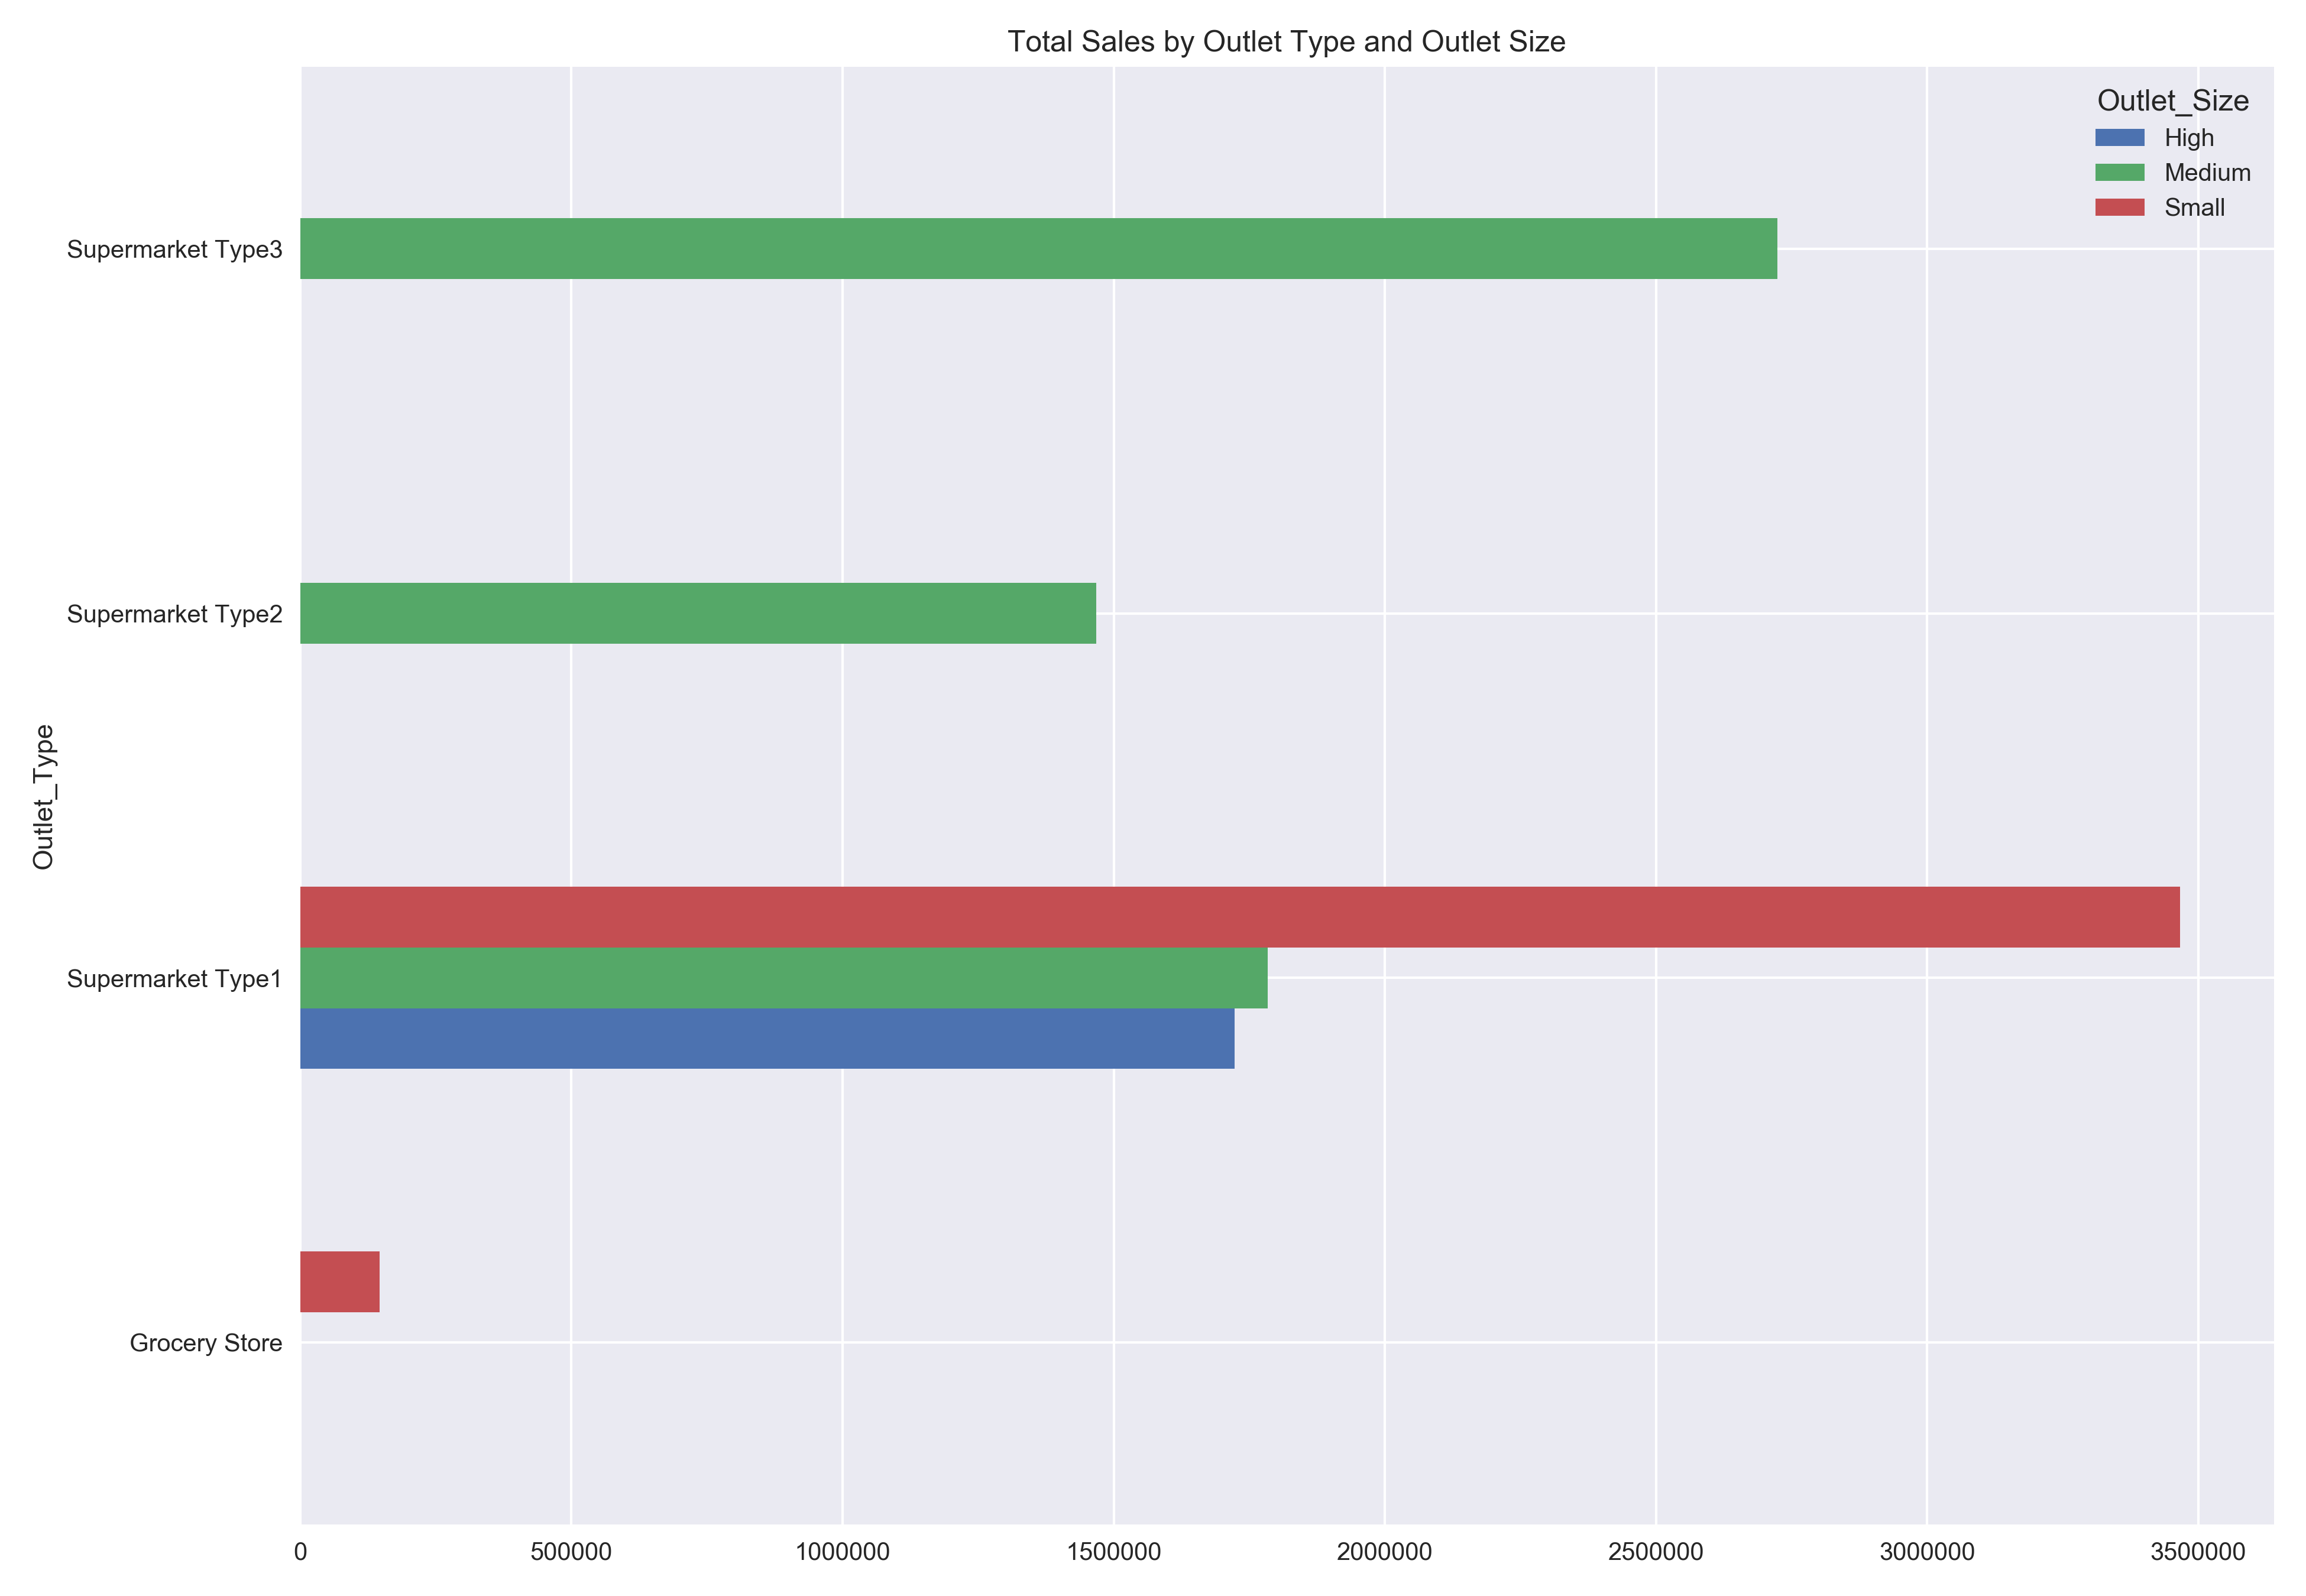 Total Sales by Outlet Type and Outlet Size
Outlet_Size
High
Medium
Small
Supermarket Type3
Supermarket Type2
Supermarket Type1
Grocery Store
Outlet_Type
0 500000 1000000 1500000 2000000 2500000 3000000 3500000